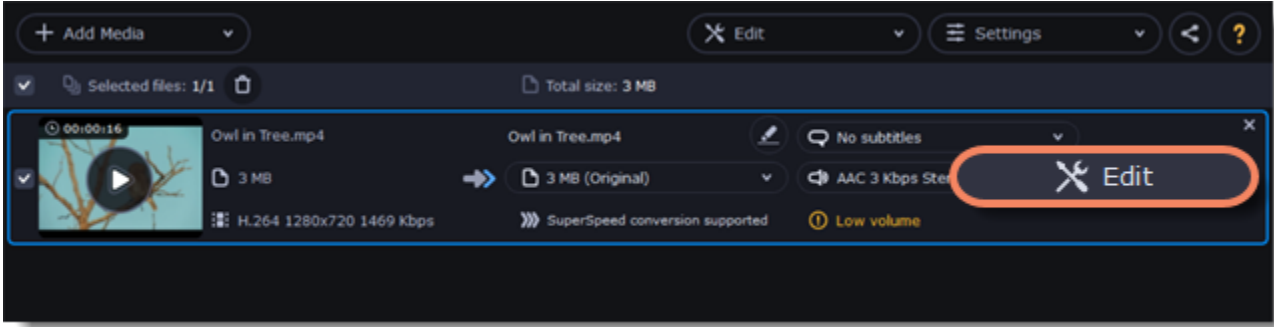 + Add Media
Edit
Settings
?
Selected files: 1/1
Total size: 3 MB
00:00:16
Owl in Tree.mp4
Owl in Tree.mp4
No subtitles
3 MB
3 MB (Original)
AAC 3 Kbps
Edit
H.264 1280x720 1469 Kbps
SuperSpeed conversion supported
Low volume